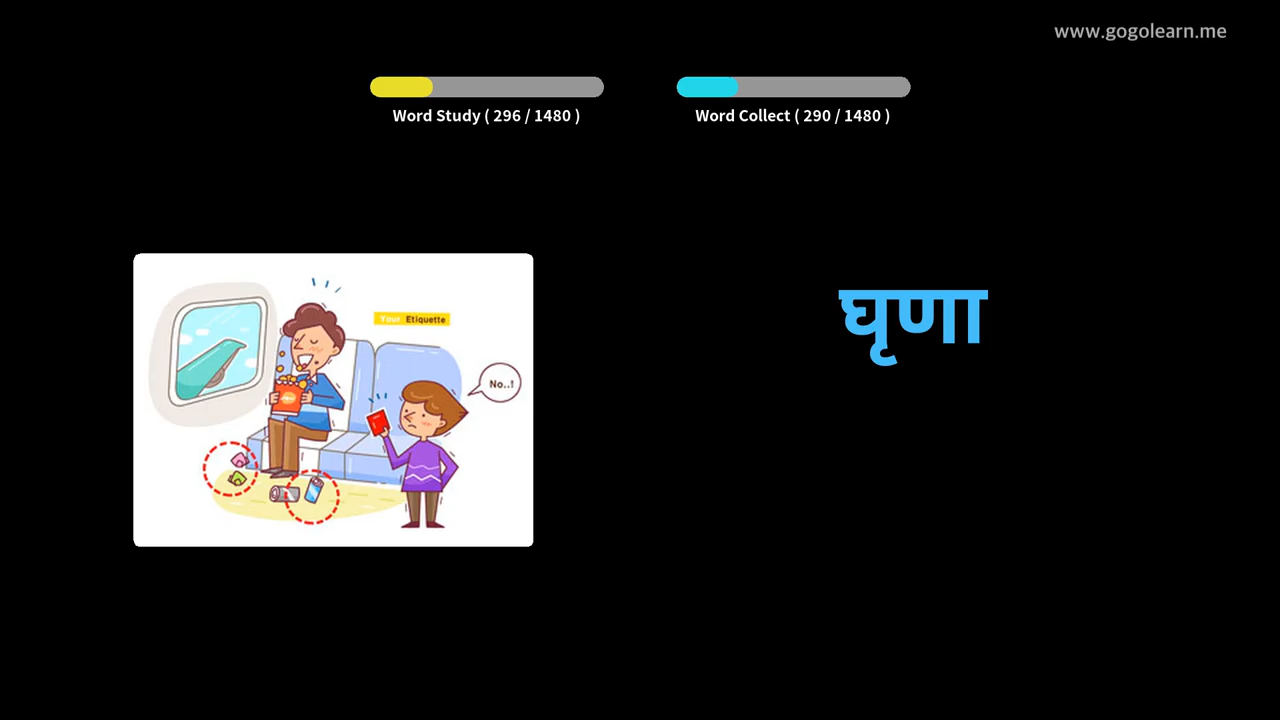 www.gogolearn.me
Word Study ( 296 / 1480 )
Word Collect ( 290 / 1480 )
Your Etiquette
No..!
घृणा